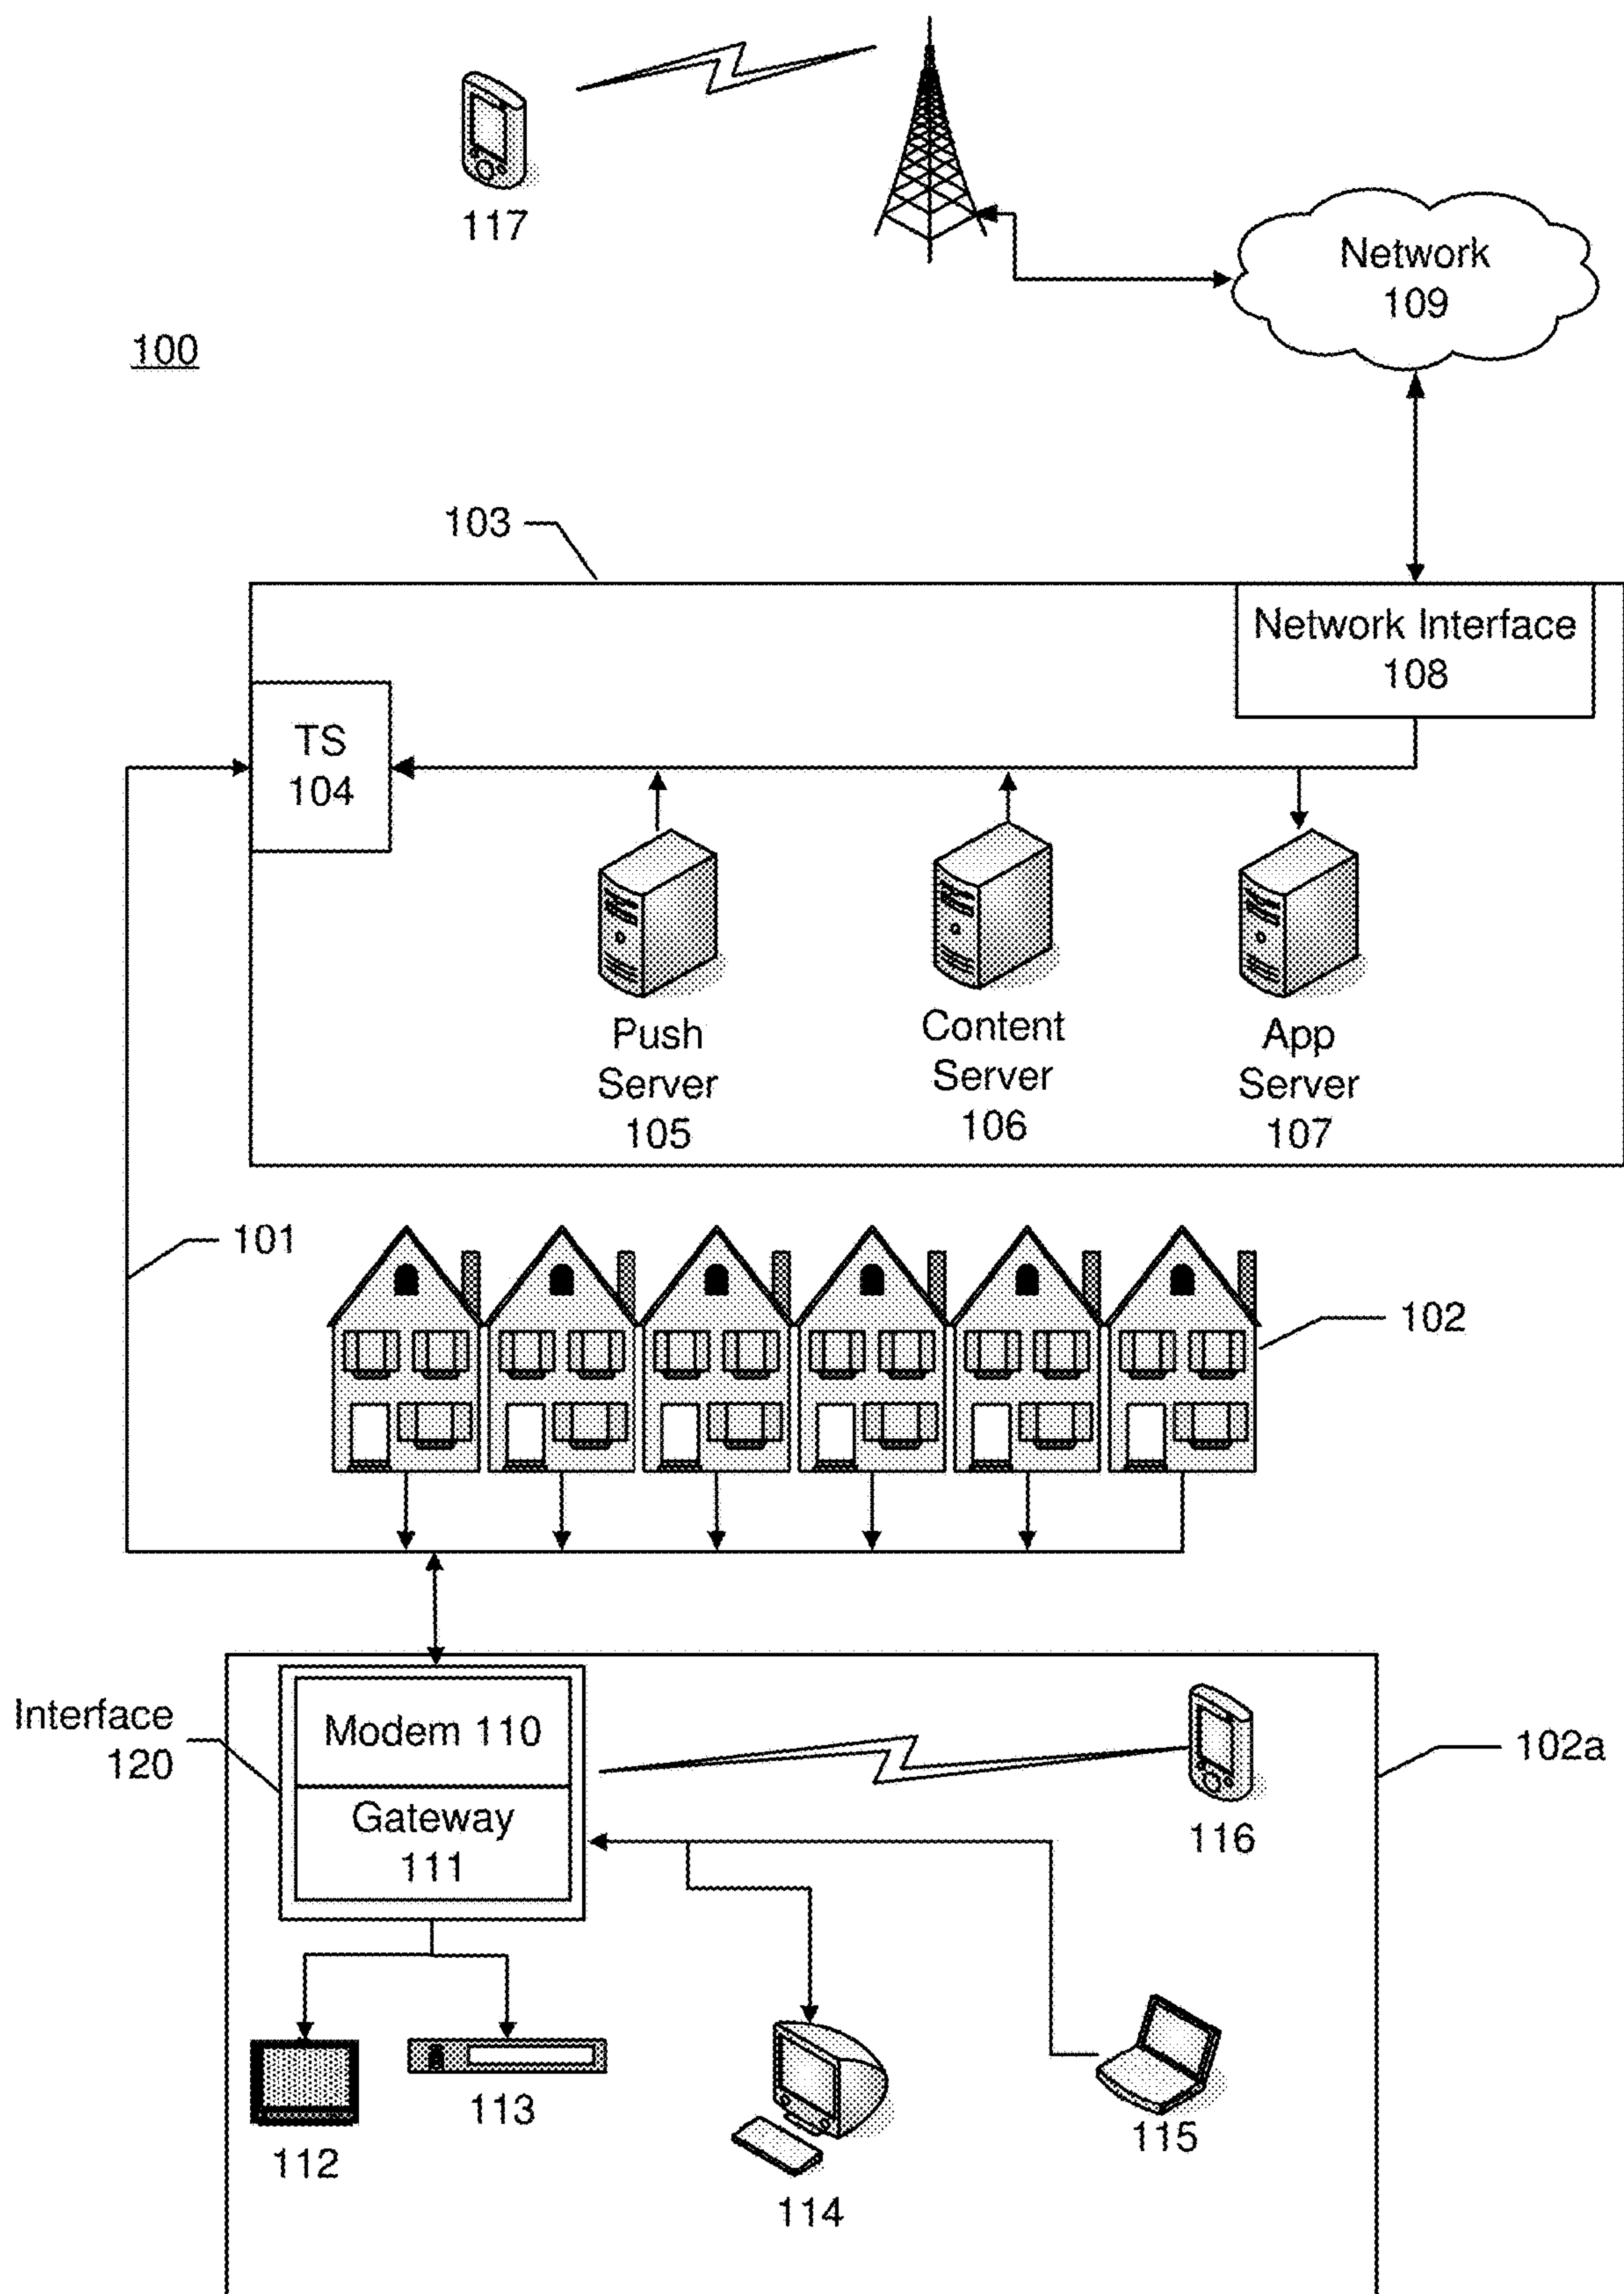 117
Network
109
100
103
Network Interface
108
TS
104
Push
Server
105
Content
Server
106
App
Server
107
101
102
Interface
120
Modem 110
Gateway
111
102a
116
112
113
114
115